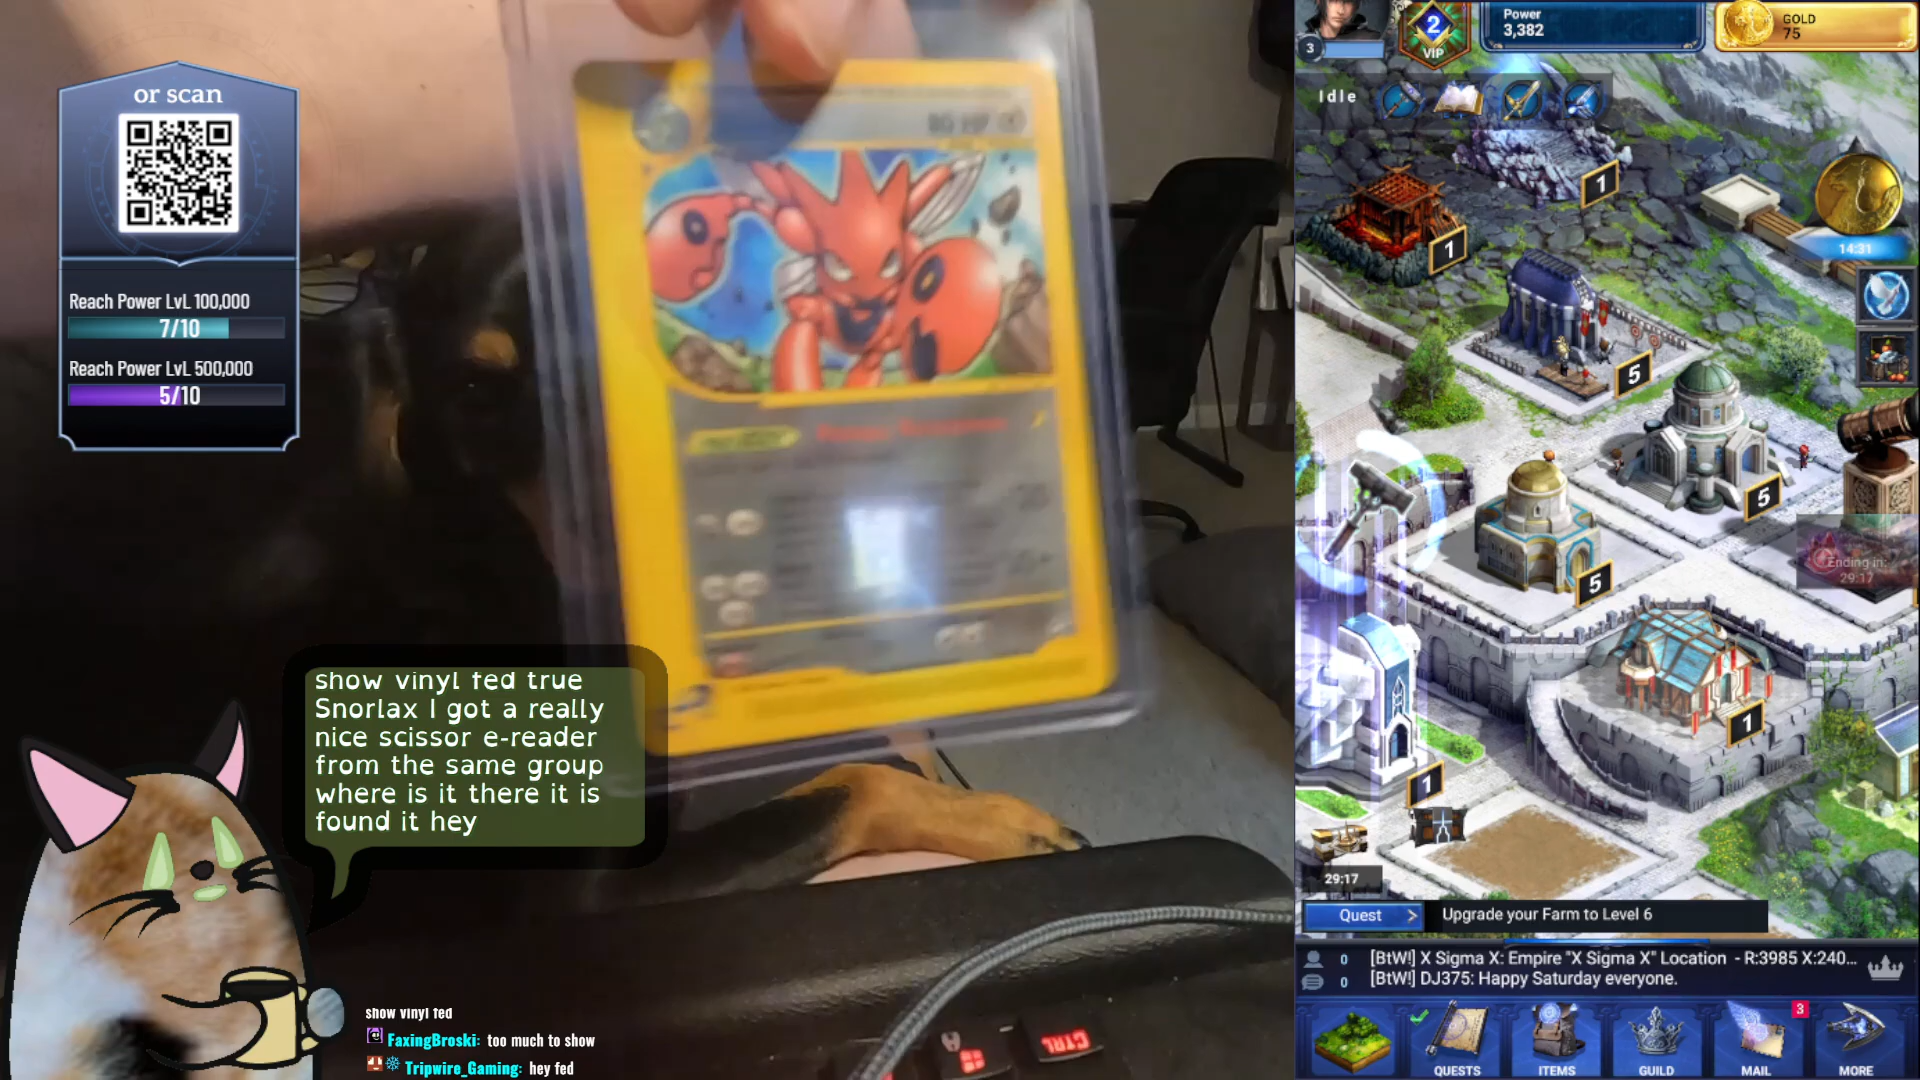 or scan
Reach Power LvL 100,000
7/10
Reach Power LvL 500,000
5/10
show vinyl fed true
Snorlax I got a really
nice scissor e-reader
from the same group
where is it there it is
found it hey
show vinyl fed
FaxingBroski: too much to show
Tripwire_Gaming: hey fed
80 HP
CTRL
3
2
VIP
Power
3,382
GOLD
75
Idle
1
1
14:31
5
5
5
Ending in:
29:17
1
1
29:17
Quest
Upgrade your Farm to Level 6
0 [BtW!] X Sigma X: Empire "X Sigma X" Location - R:3985 X:240...
0 [BtW!] DJ375: Happy Saturday everyone.
3
QUESTS
ITEMS
GUILD
MAIL
MORE